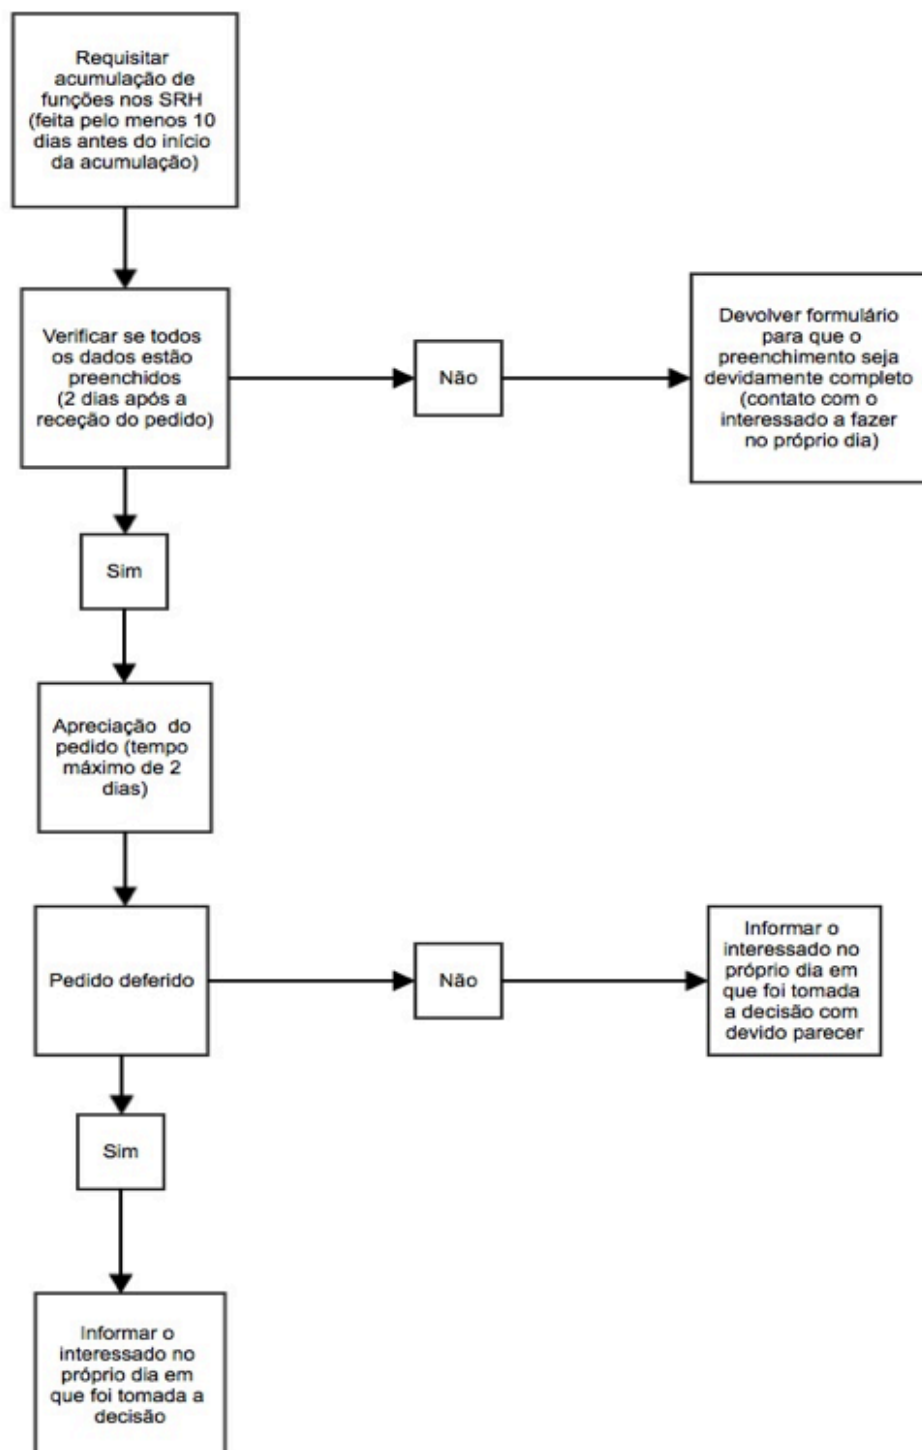 Requisitar
acumulação de
funções nos SRH
(feita pelo menos 10
dias antes do início
da acumulação)
Verificar se todos
os dados estão
preenchidos
(2 dias após a
receção do pedido)
Não
Devolver formulário
para que o
preenchimento seja
devidamente completo
(contato com o
interessado a fazer
no próprio dia)
Sim
Apreciação do
pedido (tempo
máximo de 2
dias)
Pedido deferido
Não
Informar o
interessado no
próprio dia em
que foi tomada
a decisão com
devido parecer
Sim
Informar o
interessado no
próprio dia em
que foi tomada a
decisão